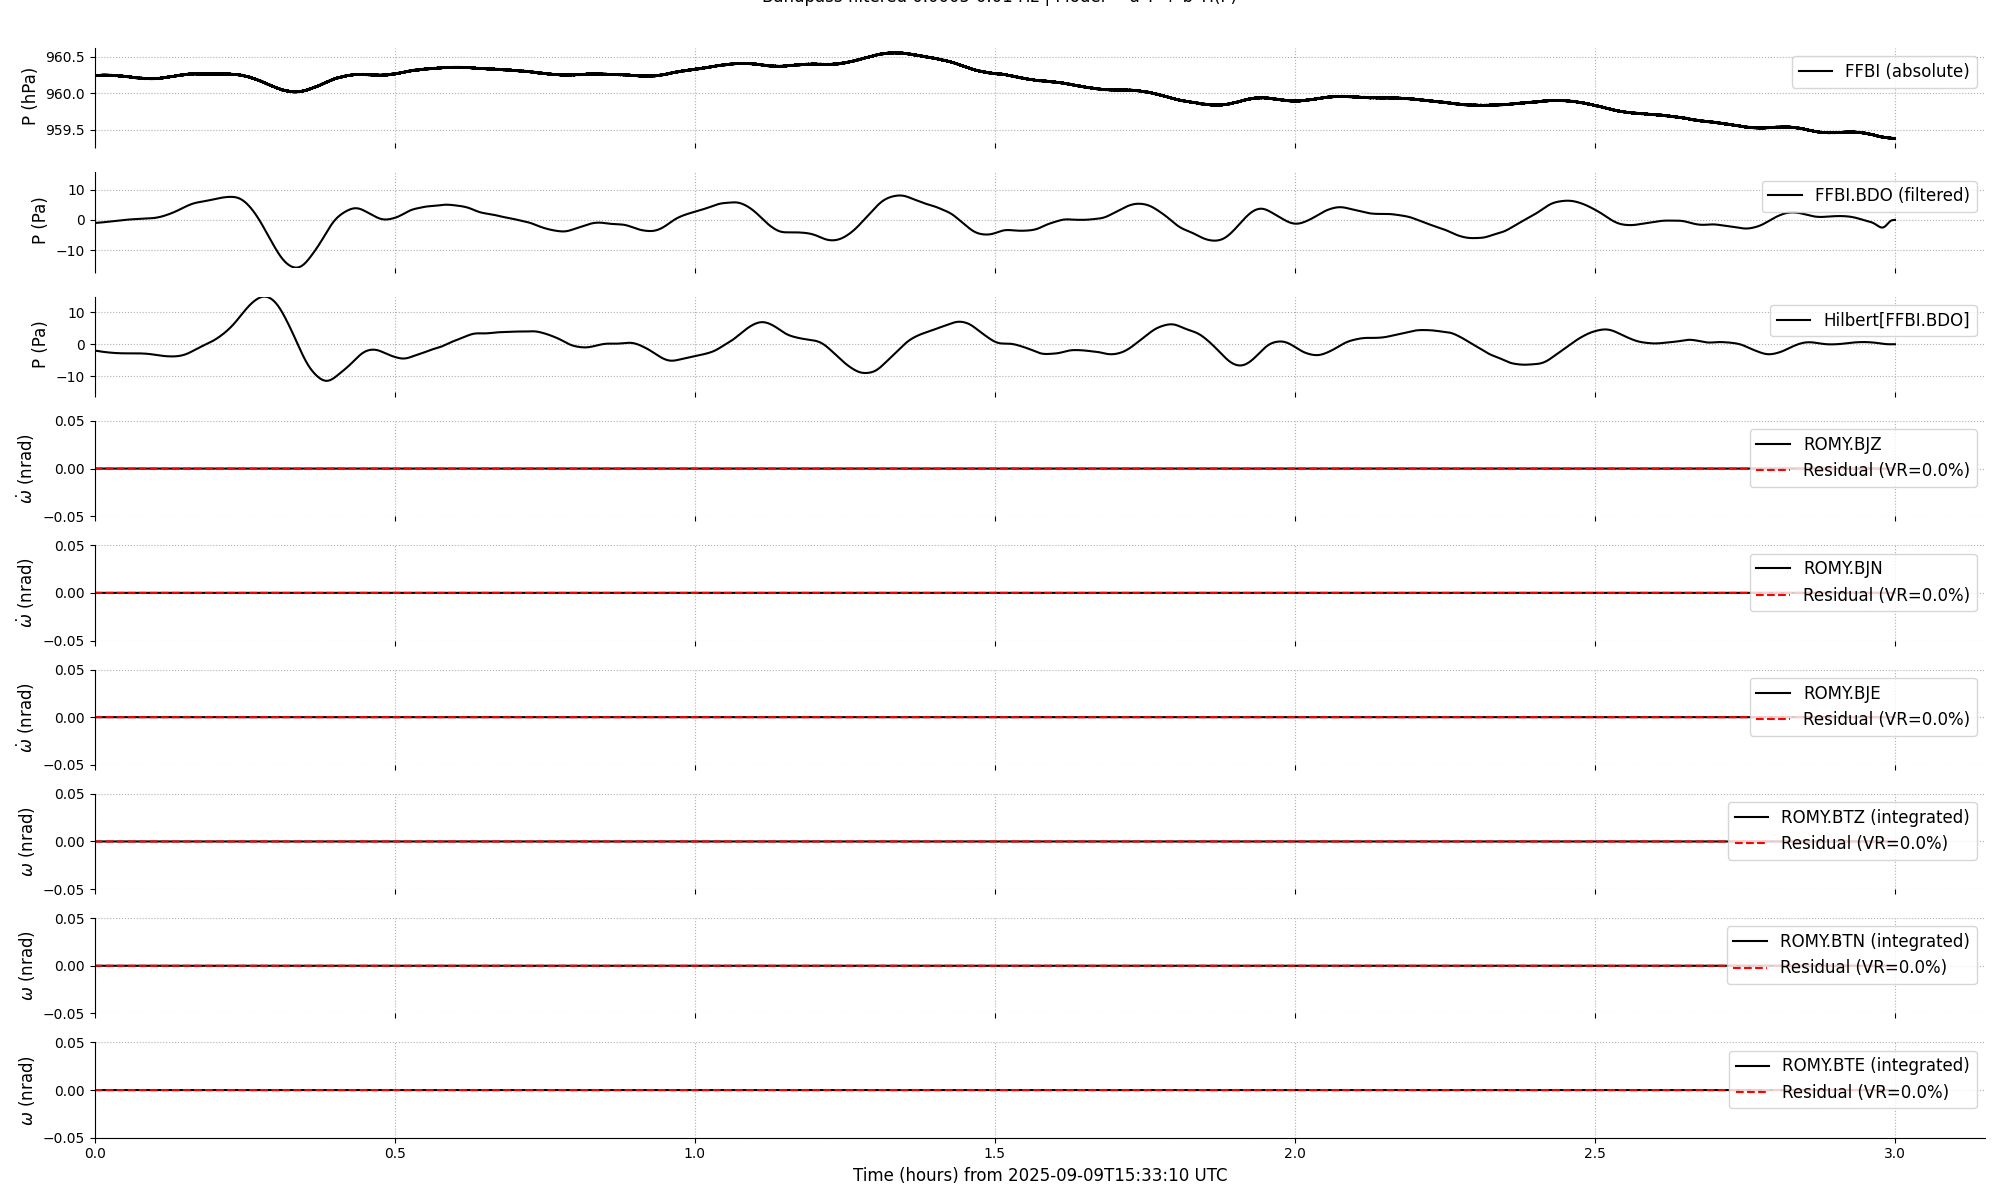 960.5
960.0
959.5
P (hPa)
FFBI (absolute)
10
0
−10
P (Pa)
FFBI.BDO (filtered)
10
0
−10
P (Pa)
Hilbert[FFBI.BDO]
0.05
0.00
−0.05
ω̇ (nrad)
ROMY.BJZ
Residual (VR=0.0%)
0.05
0.00
−0.05
ω̇ (nrad)
ROMY.BJN
Residual (VR=0.0%)
0.05
0.00
−0.05
ω̇ (nrad)
ROMY.BJE
Residual (VR=0.0%)
0.05
0.00
−0.05
ω (nrad)
ROMY.BTZ (integrated)
Residual (VR=0.0%)
0.05
0.00
−0.05
ω (nrad)
ROMY.BTN (integrated)
Residual (VR=0.0%)
0.05
0.00
−0.05
ω (nrad)
ROMY.BTE (integrated)
Residual (VR=0.0%)
0.0 0.5 1.0 1.5 2.0 2.5 3.0
Time (hours) from 2025-09-09T15:33:10 UTC